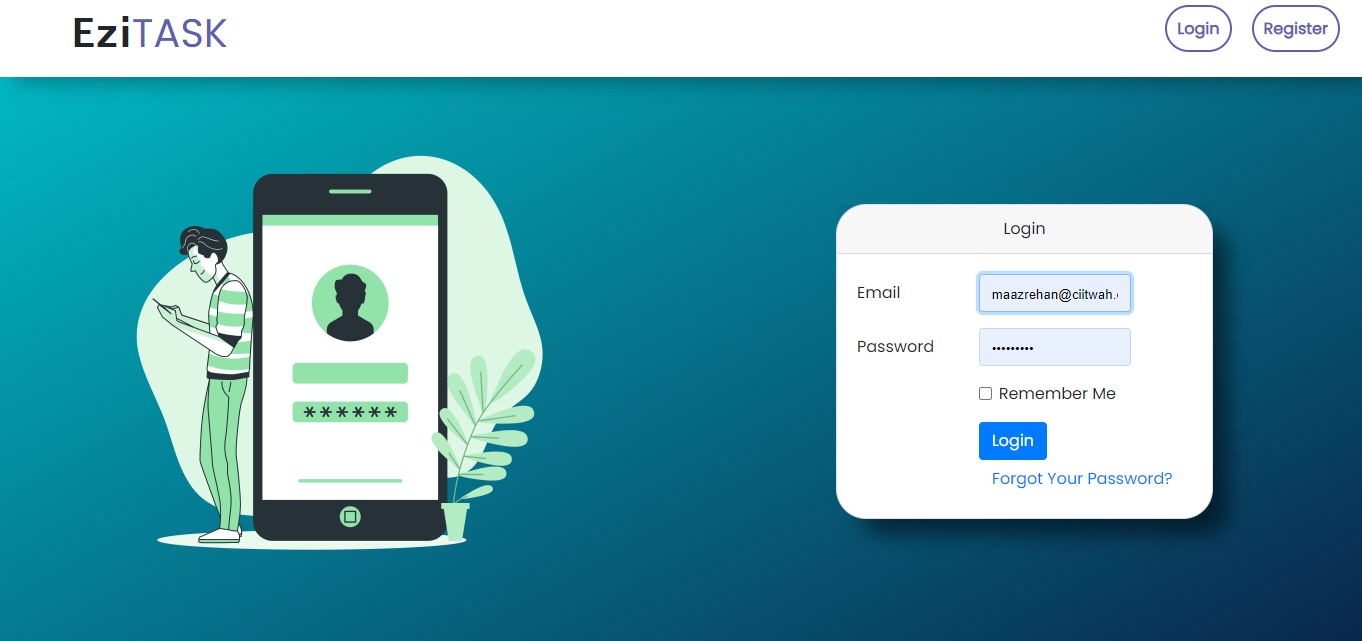 EziTASK
Login
Register
Login
Email
maazrehan@ciitwah.
Password
•••••••••
Remember Me
Login
Forgot Your Password?
******